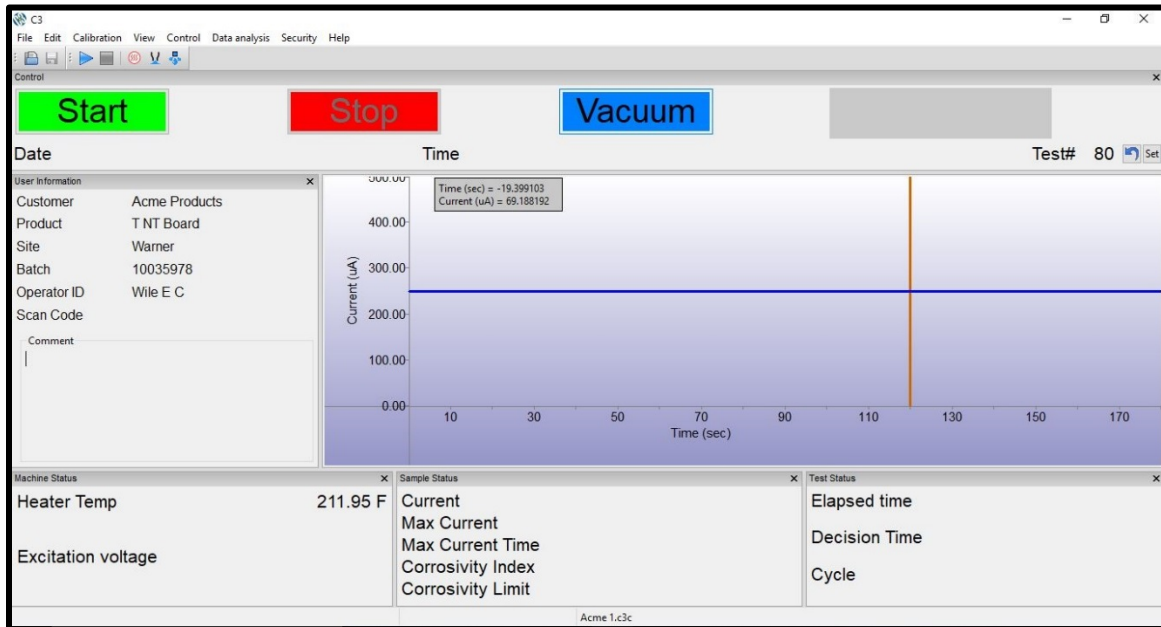 C3
File Edit Calibration View Control Data analysis Security Help
Control
Start Stop Vacuum
Date Time Test# 80 Set
User Information
Customer Acme Products
Product T NT Board
Site Warner
Batch 10035978
Operator ID Wile E C
Scan Code
Comment
500.00
Time (sec) = -19.399103
Current (uA) = 69.188192
400.00
300.00
Current (uA)
200.00
100.00
0.00
10 30 50 70 90 110 130 150 170
Time (sec)
Machine Status
Heater Temp 211.95 F
Excitation voltage
Sample Status
Current
Max Current
Max Current Time
Corrosivity Index
Corrosivity Limit
Test Status
Elapsed time
Decision Time
Cycle
Acme 1.c3c